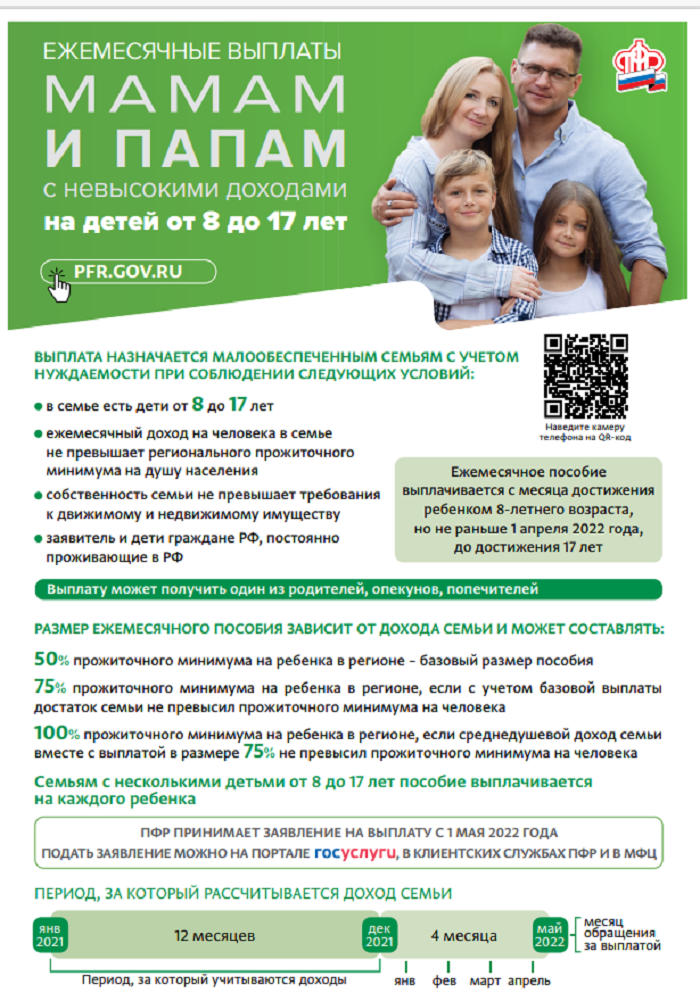 ЕЖЕМЕСЯЧНЫЕ ВЫПЛАТЫ
МАМАМ
И ПАПАМ
с невысокими доходами
на детей от 8 до 17 лет
PFR.GOV.RU
ПФР
ВЫПЛАТА НАЗНАЧАЕТСЯ МАЛООБЕСПЕЧЕННЫМ СЕМЬЯМ С УЧЕТОМ
НУЖДАЕМОСТИ ПРИ СОБЛЮДЕНИИ СЛЕДУЮЩИХ УСЛОВИЙ:
• в семье есть дети от 8 до 17 лет
• ежемесячный доход на человека в семье
не превышает регионального прожиточного
минимума на душу населения
• собственность семьи не превышает требования
к движимому и недвижимому имуществу
• заявитель и дети граждане РФ, постоянно
проживающие в РФ
Наведите камеру
телефона на QR-код
Ежемесячное пособие
выплачивается с месяца достижения
ребенком 8-летнего возраста,
но не раньше 1 апреля 2022 года,
до достижения 17 лет
Выплату может получить один из родителей, опекунов, попечителей
РАЗМЕР ЕЖЕМЕСЯЧНОГО ПОСОБИЯ ЗАВИСИТ ОТ ДОХОДА СЕМЬИ И МОЖЕТ СОСТАВЛЯТЬ:
50% прожиточного минимума на ребенка в регионе - базовый размер пособия
75% прожиточного минимума на ребенка в регионе, если с учетом базовой выплаты
достаток семьи не превысил прожиточного минимума на человека
100% прожиточного минимума на ребенка в регионе, если среднедушевой доход семьи
вместе с выплатой в размере 75% не превысил прожиточного минимума на человека
Семьям с несколькими детьми от 8 до 17 лет пособие выплачивается
на каждого ребенка
ПФР ПРИНИМАЕТ ЗАЯВЛЕНИЕ НА ВЫПЛАТУ С 1 МАЯ 2022 ГОДА
ПОДАТЬ ЗАЯВЛЕНИЕ МОЖНО НА ПОРТАЛЕ госуслуги, В КЛИЕНТСКИХ СЛУЖБАХ ПФР И В МФЦ
ПЕРИОД, ЗА КОТОРЫЙ РАССЧИТЫВАЕТСЯ ДОХОД СЕМЬИ
янв
2021
12 месяцев
дек
2021
4 месяца
май
2022
месяц
обращения
за выплатой
Период, за который учитываются доходы
янв фев март апрель